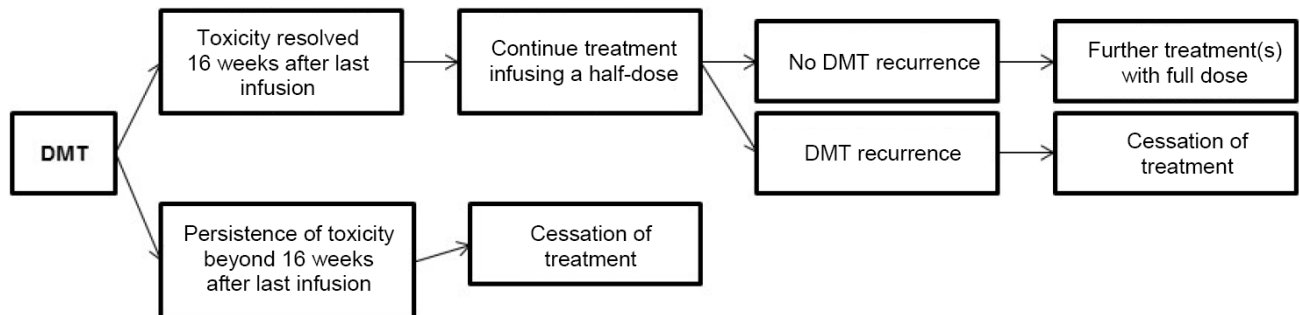 DMT
Toxicity resolved
16 weeks after last
infusion
Continue treatment
infusing a half-dose
No DMT recurrence
Further treatment(s)
with full dose
DMT recurrence
Cessation of
treatment
Persistence of toxicity
beyond 16 weeks
after last infusion
Cessation of
treatment